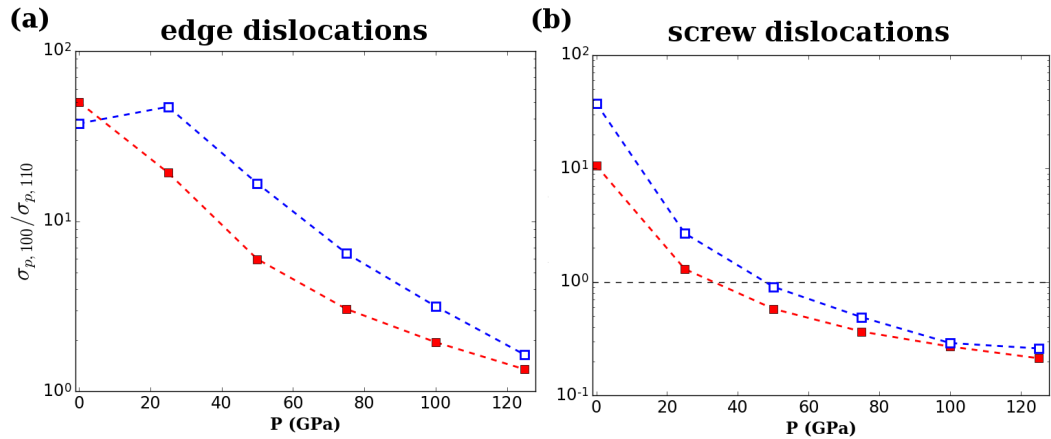 (a)
edge dislocations
σp,100/σp,110
10²
10¹
10⁰
0 20 40 60 80 100 120
P (GPa)
(b)
screw dislocations
10²
10¹
10⁰
10⁻¹
0 20 40 60 80 100 120
P (GPa)